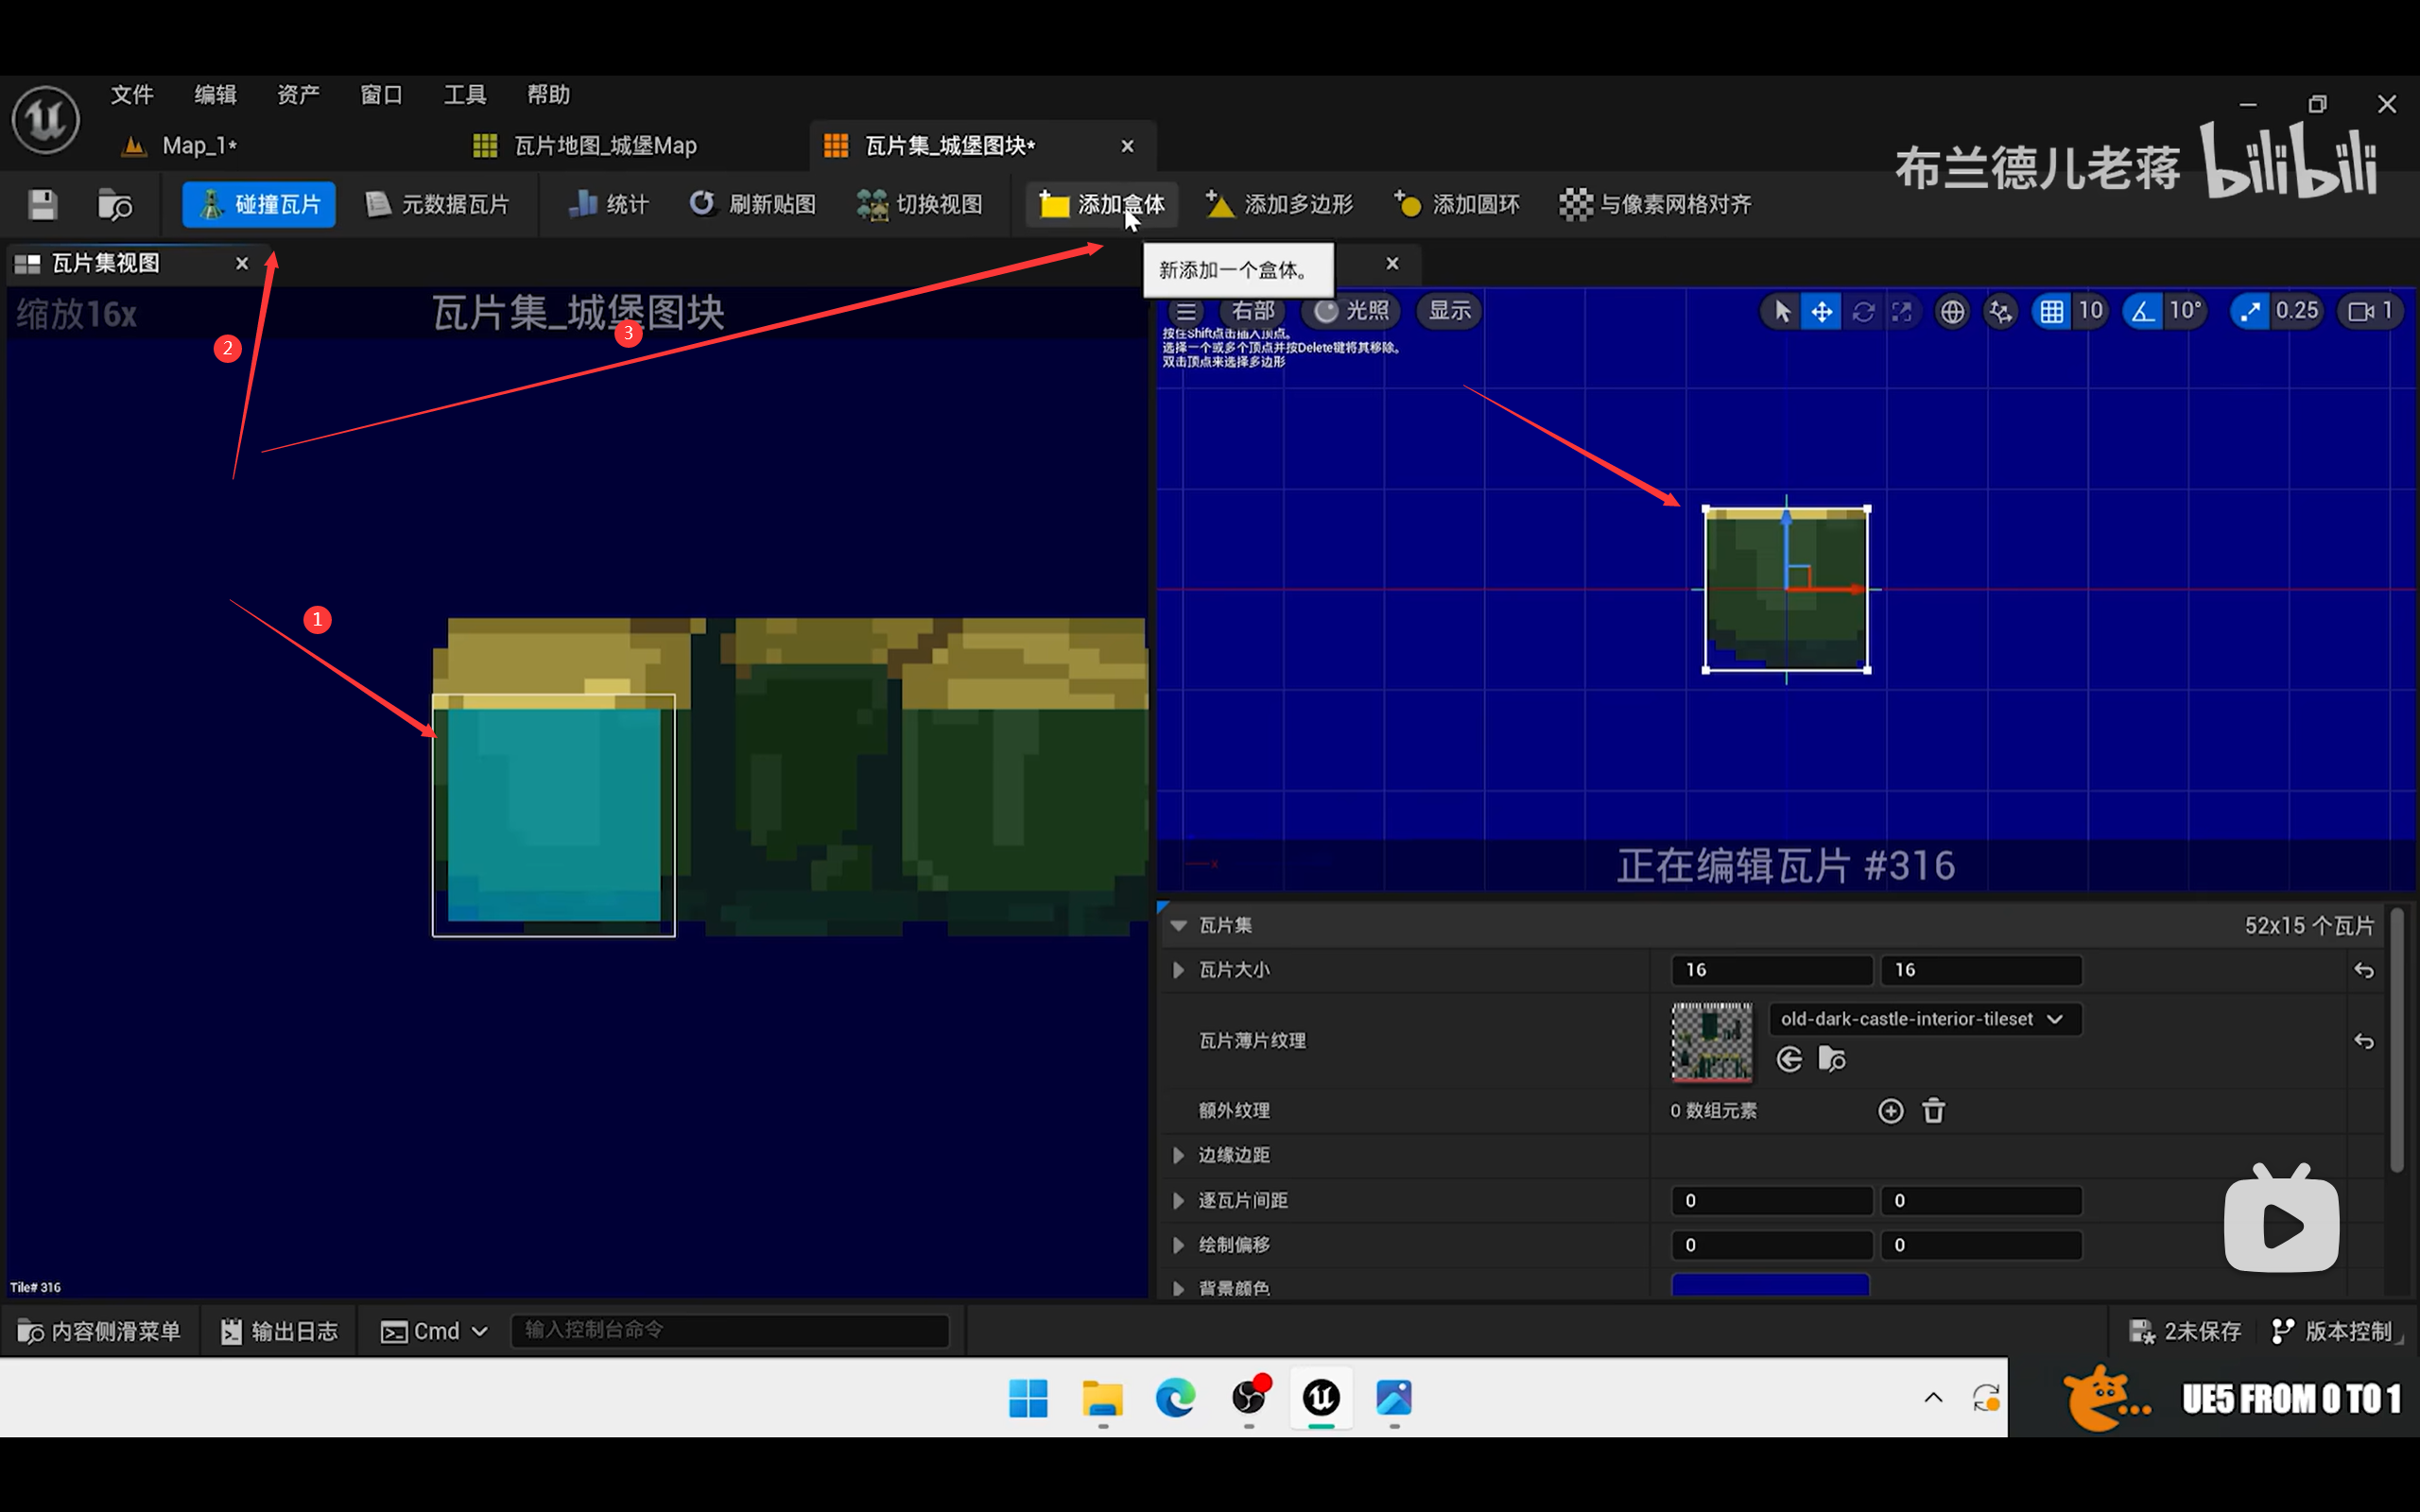 文件 编辑 资产 窗口 工具 帮助
Map_1* 瓦片地图_城堡Map 瓦片集_城堡图块*
布兰德儿老蒋 bilibili
碰撞瓦片 元数据瓦片 统计 刷新贴图 切换视图 添加盒体 添加多边形 添加圆环 与像素网格对齐
瓦片集视图
新添加一个盒体。
缩放16x 瓦片集_城堡图块
右部 光照 显示 10 10° 0.25 1
按住Shift点击插入顶点。
选择一个或多个顶点并按Delete键将其移除。
双击顶点来选择多边形
2
3
1
正在编辑瓦片 #316
瓦片集 52x15 个瓦片
瓦片大小 16 16
瓦片薄片纹理 old-dark-castle-interior-tileset
额外纹理 0 数组元素
边缘边距
逐瓦片间距 0 0
绘制偏移 0 0
背景颜色
Tile# 316
内容侧滑菜单 输出日志 Cmd 输入控制台命令 2未保存 版本控制
UE5 FROM 0 TO 1